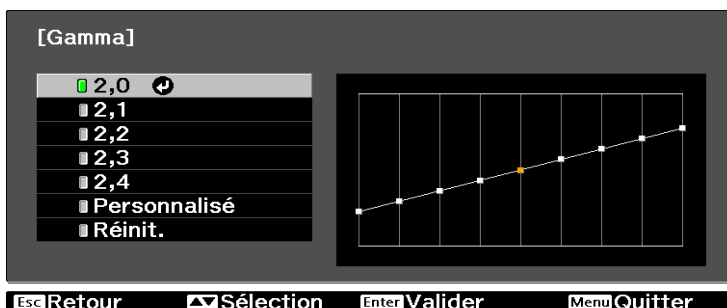 [Gamma]
2,0
2,1
2,2
2,3
2,4
Personnalisé
Réinit.
Esc Retour Sélection Enter Valider Menu Quitter